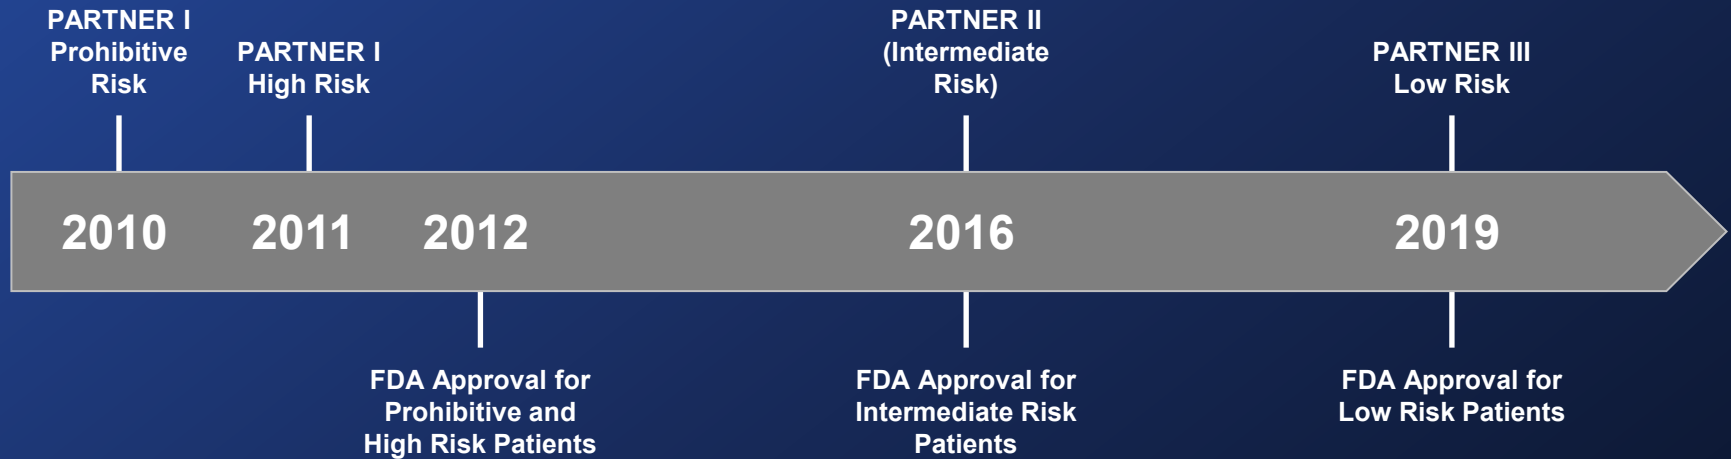 PARTNER I
Prohibitive
Risk
PARTNER I
High Risk
PARTNER II
(Intermediate
Risk)
PARTNER III
Low Risk
2010
2011
2012
2016
2019
FDA Approval for
Prohibitive and
High Risk Patients
FDA Approval for
Intermediate Risk
Patients
FDA Approval for
Low Risk Patients